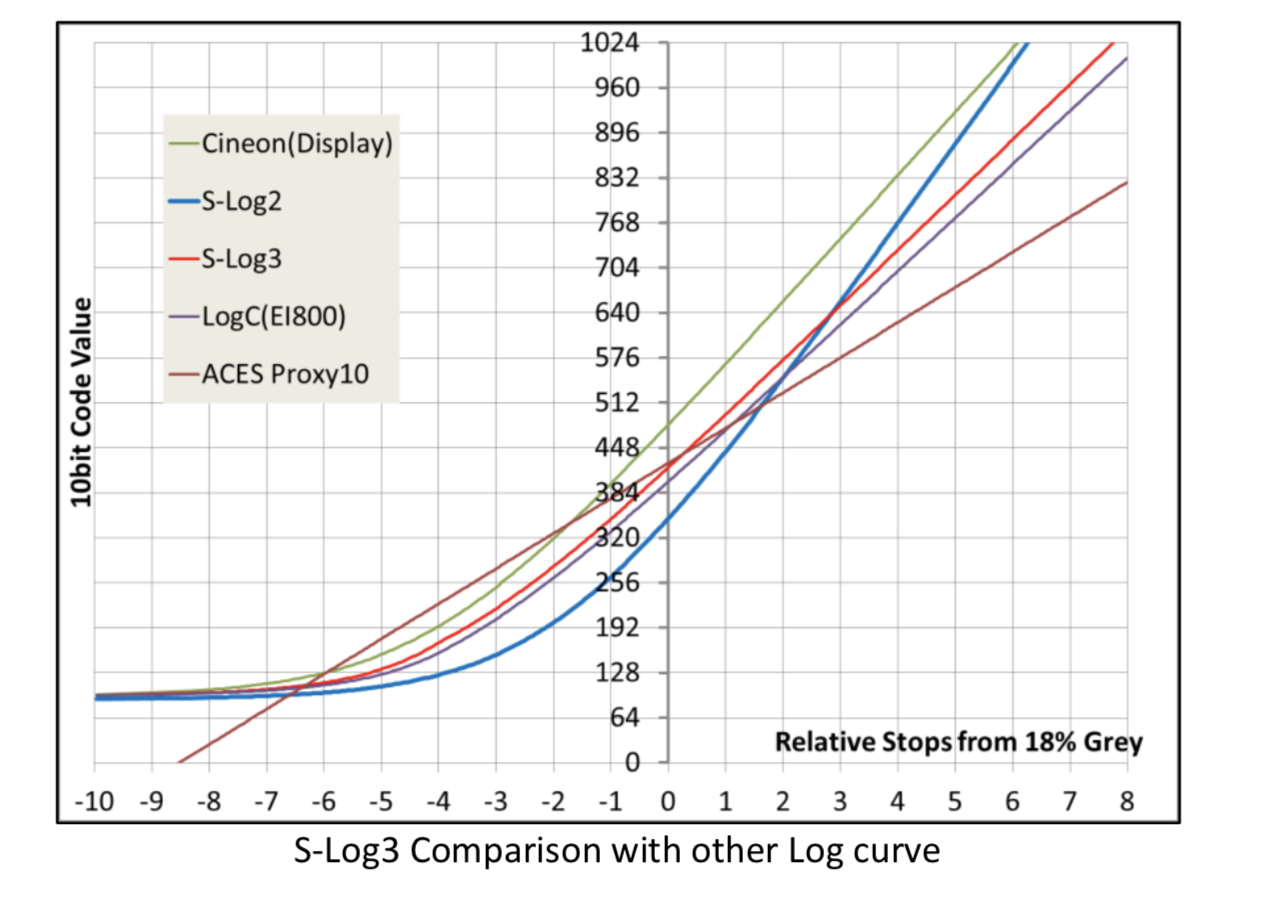 1024
960
896
832
768
704
640
576
512
448
384
320
256
192
128
64
0
Cineon(Display)
S-Log2
S-Log3
LogC(EI800)
ACES Proxy10
10bit Code Value
Relative Stops from 18% Grey
-10 -9 -8 -7 -6 -5 -4 -3 -2 -1 0 1 2 3 4 5 6 7 8
S-Log3 Comparison with other Log curve